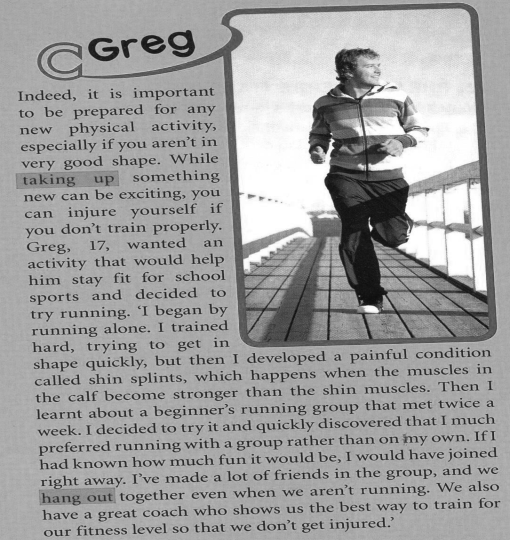 C Greg
Indeed, it is important
to be prepared for any
new physical activity,
especially if you aren't in
very good shape. While
taking up something
new can be exciting, you
can injure yourself if
you don't train properly.
Greg, 17, wanted an
activity that would help
him stay fit for school
sports and decided to
try running. 'I began by
running alone. I trained
hard, trying to get in
shape quickly, but then I developed a painful condition
called shin splints, which happens when the muscles in
the calf become stronger than the shin muscles. Then I
learnt about a beginner's running group that met twice a
week. I decided to try it and quickly discovered that I much
preferred running with a group rather than on my own. If I
had known how much fun it would be, I would have joined
right away. I've made a lot of friends in the group, and we
hang out together even when we aren't running. We also
have a great coach who shows us the best way to train for
our fitness level so that we don't get injured.'